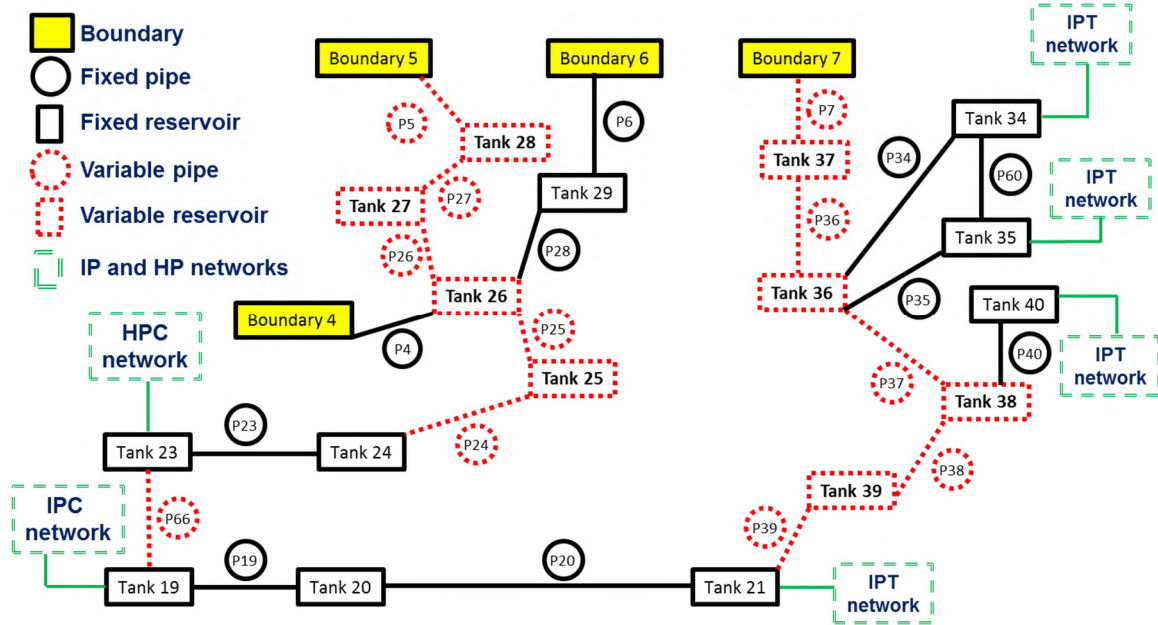 Boundary
Fixed pipe
Fixed reservoir
Variable pipe
Variable reservoir
IP and HP networks
Boundary 5
Boundary 6
Boundary 7
IPT
network
P5
P6
P7
Tank 34
Tank 28
Tank 37
P34
P60
IPT
network
Tank 27
P27
Tank 29
P36
Tank 35
P26
P28
Tank 26
Tank 36
P35
Tank 40
Boundary 4
P4
P25
P40
IPT
network
HPC
network
Tank 25
P37
Tank 38
P23
Tank 23
Tank 24
P24
P38
Tank 39
IPC
network
P66
P39
P19
P20
Tank 19
Tank 20
Tank 21
IPT
network